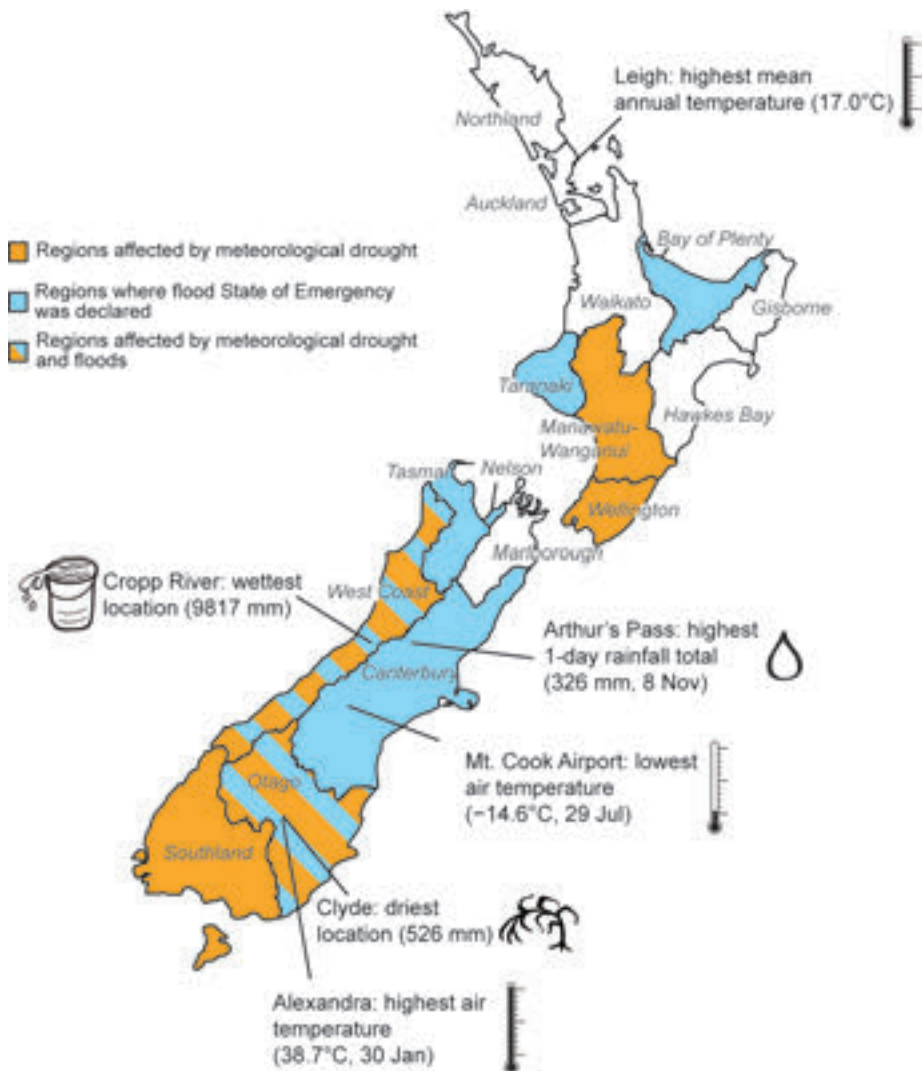 Leigh: highest mean
annual temperature (17.0°C)
Northland
Auckland
Regions affected by meteorological drought
Bay of Plenty
Regions where flood State of Emergency
was declared
Waikato
Gisborne
Regions affected by meteorological drought
and floods
Taranaki
Hawkes Bay
Manawatu-
Wanganui
Tasman
Nelson
Wellington
Marlborough
Cropp River: wettest
location (9817 mm)
West Coast
Arthur's Pass: highest
1-day rainfall total
(326 mm, 8 Nov)
Canterbury
Mt. Cook Airport: lowest
air temperature
(−14.6°C, 29 Jul)
Otago
Southland
Clyde: driest
location (526 mm)
Alexandra: highest air
temperature
(38.7°C, 30 Jan)